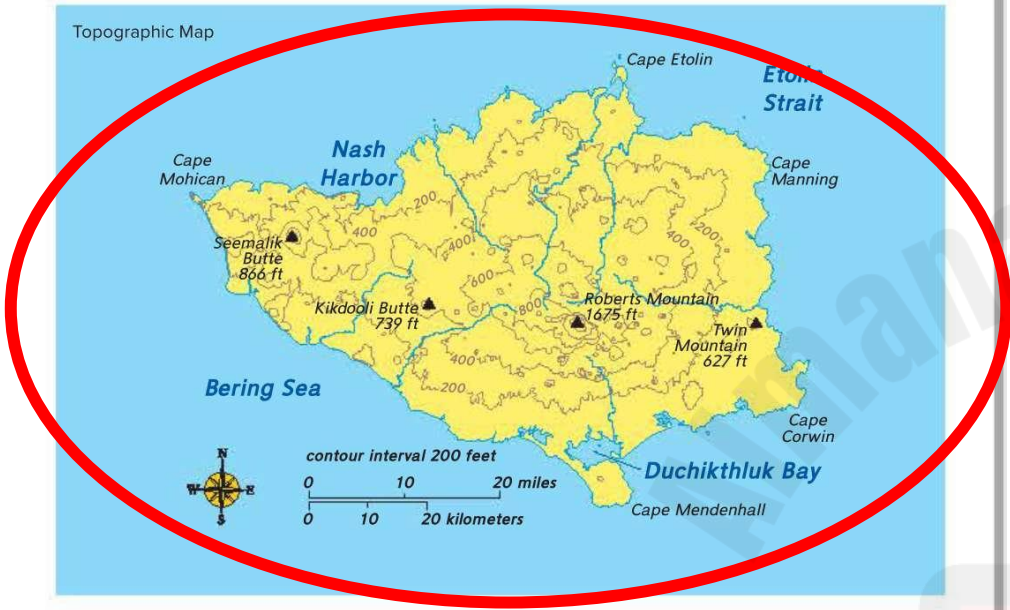 Topographic Map
Cape Etolin
Etolin
Strait
Nash
Harbor
Cape
Mohican
Cape
Manning
200
400
400
200
400
Seemalik
Butte
866 ft
600
800
Kikdooli Butte
739 ft
Roberts Mountain
1675 ft
Twin
Mountain
627 ft
400
200
Bering Sea
Cape
Corwin
N
W E
S
contour interval 200 feet
0 10 20 miles
0 10 20 kilometers
Duchikthluk Bay
Cape Mendenhall